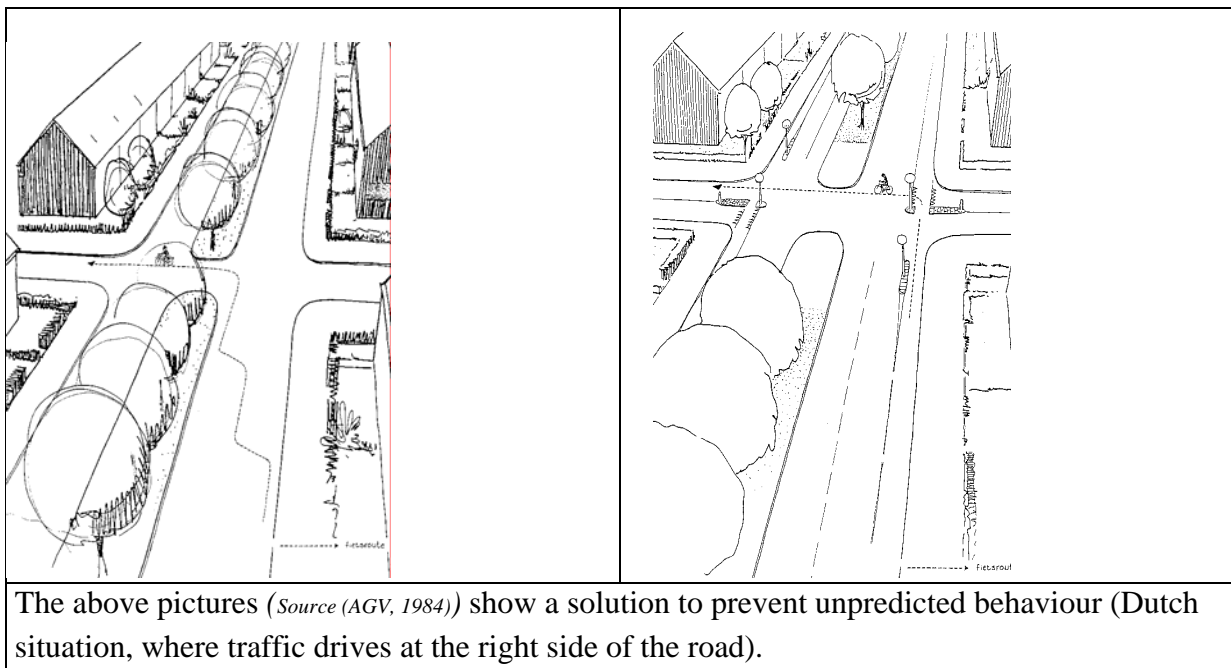 fietsroute
fietsrout
The above pictures (Source (AGV, 1984)) show a solution to prevent unpredicted behaviour (Dutch
situation, where traffic drives at the right side of the road).